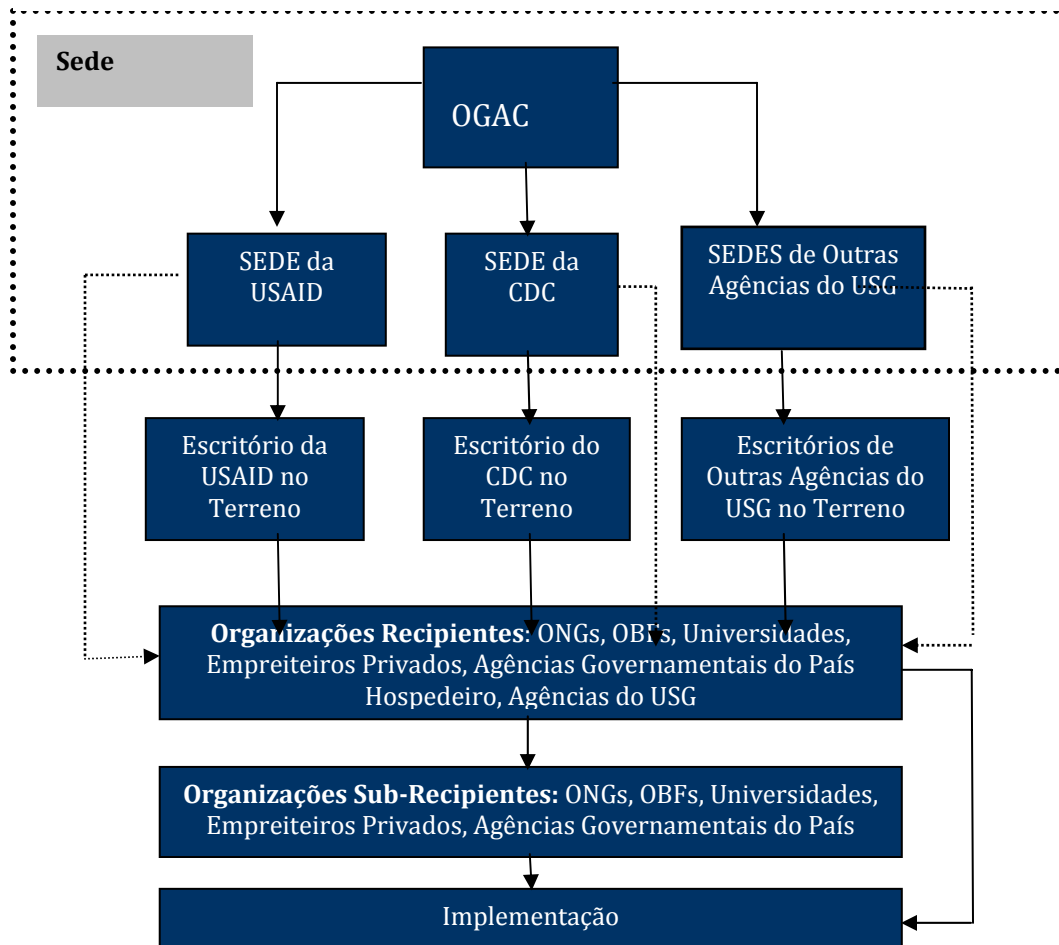 Sede
OGAC
SEDE da
USAID
SEDE da
CDC
SEDES de Outras
Agências do USG
Escritório da
USAID no
Terreno
Escritório do
CDC no
Terreno
Escritórios de
Outras Agências do
USG no Terreno
Organizações Recipientes: ONGs, OBFs, Universidades,
Empreiteiros Privados, Agências Governamentais do País
Hospedeiro, Agências do USG
Organizações Sub-Recipientes: ONGs, OBFs, Universidades,
Empreiteiros Privados, Agências Governamentais do País
Implementação